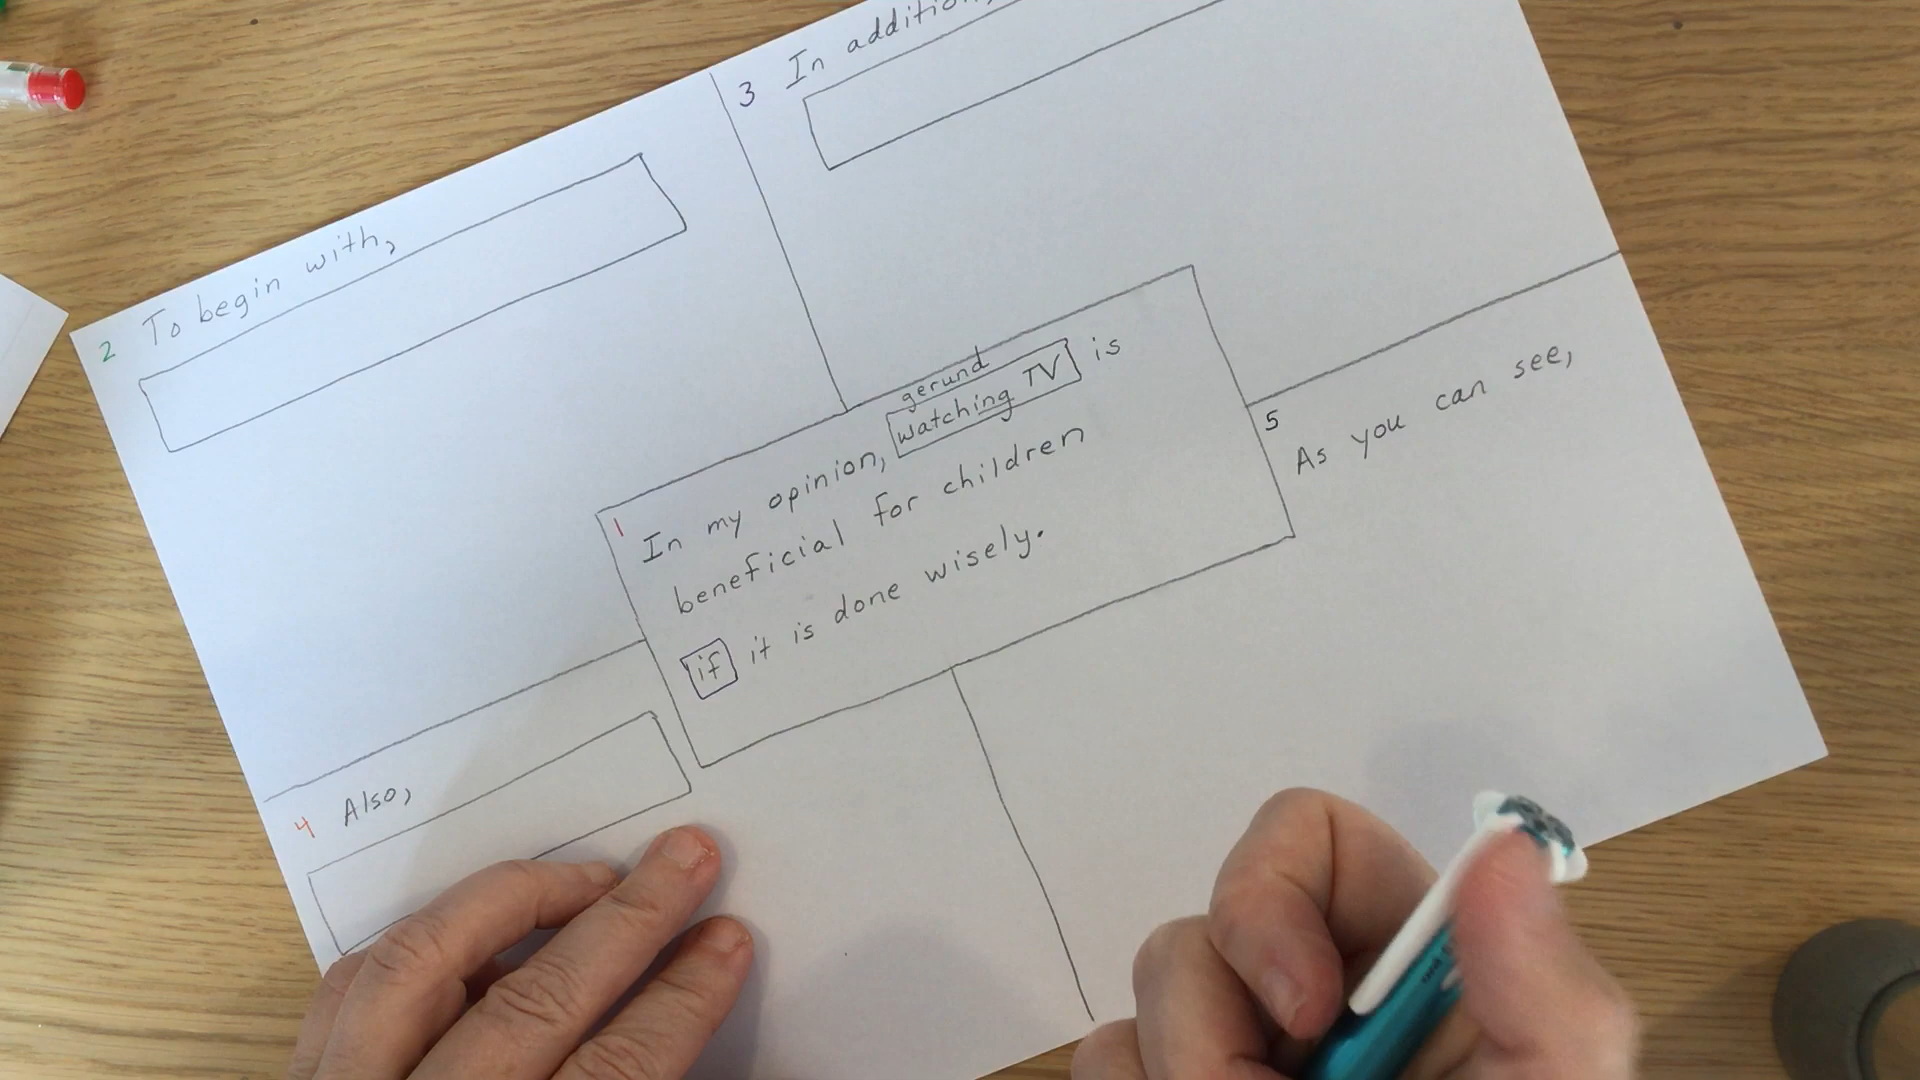 3 In addition,
2 To begin with,
gerund
1 In my opinion, watching TV is
beneficial for children
if it is done wisely.
4 Also,
5
As you can see,